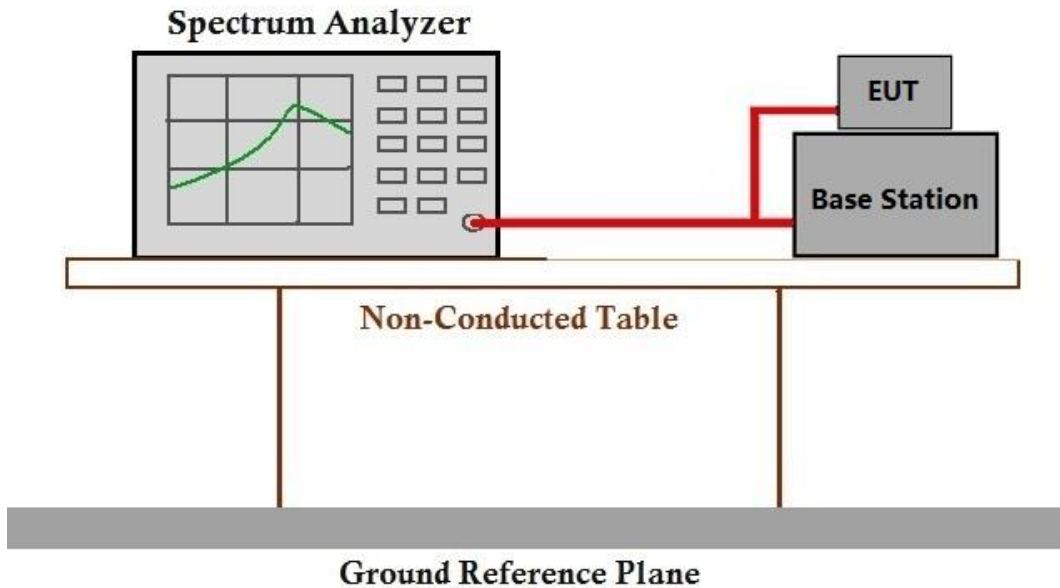 Spectrum Analyzer
EUT
Base Station
Non-Conducted Table
Ground Reference Plane